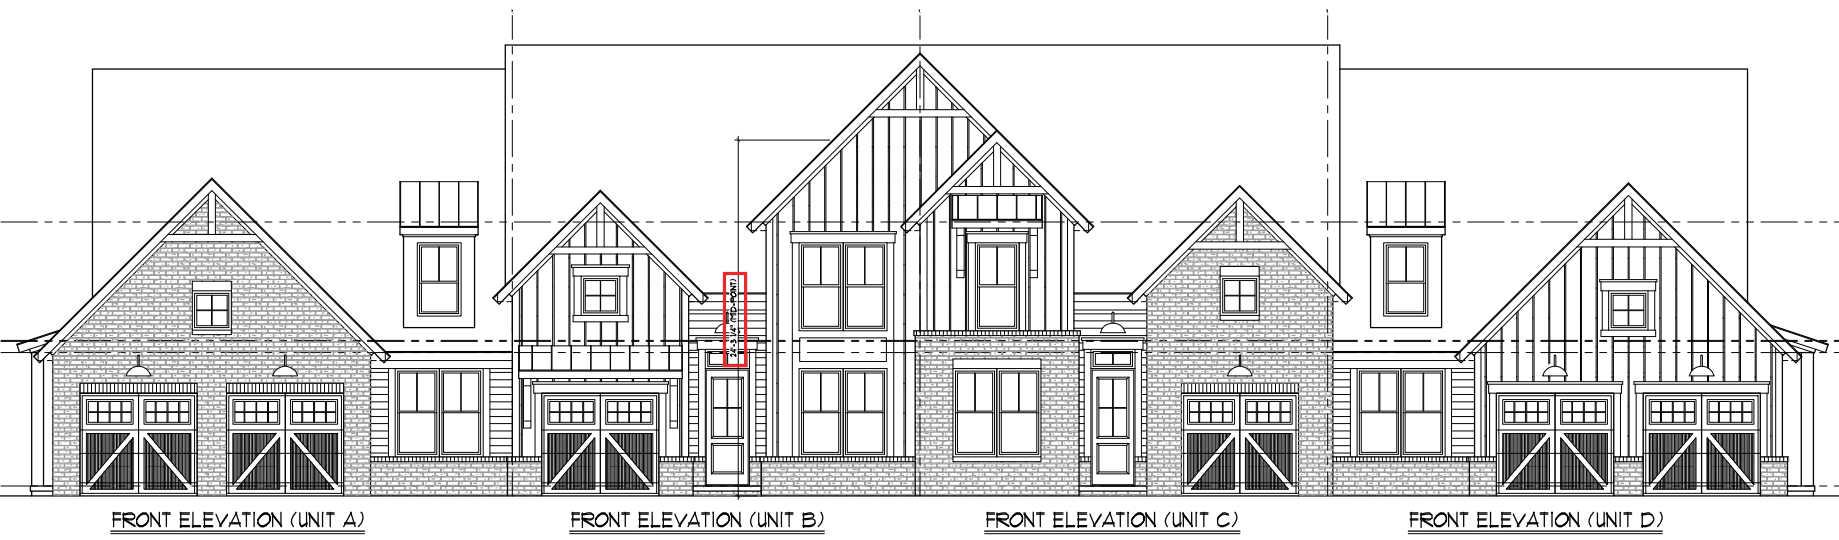 24'-3 1/4" (MID-POINT)
FRONT ELEVATION (UNIT A)
FRONT ELEVATION (UNIT B)
FRONT ELEVATION (UNIT C)
FRONT ELEVATION (UNIT D)